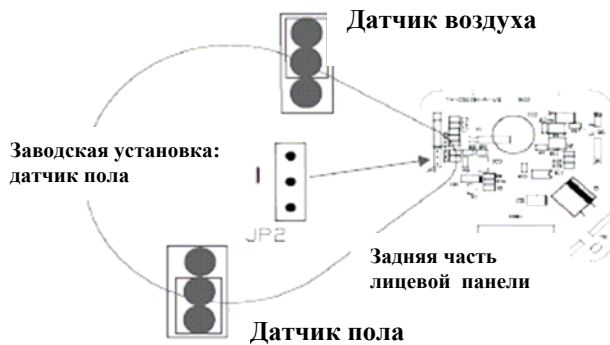 Датчик воздуха
Заводская установка:
датчик пола
JP2
Задняя часть
лицевой панели
Датчик пола